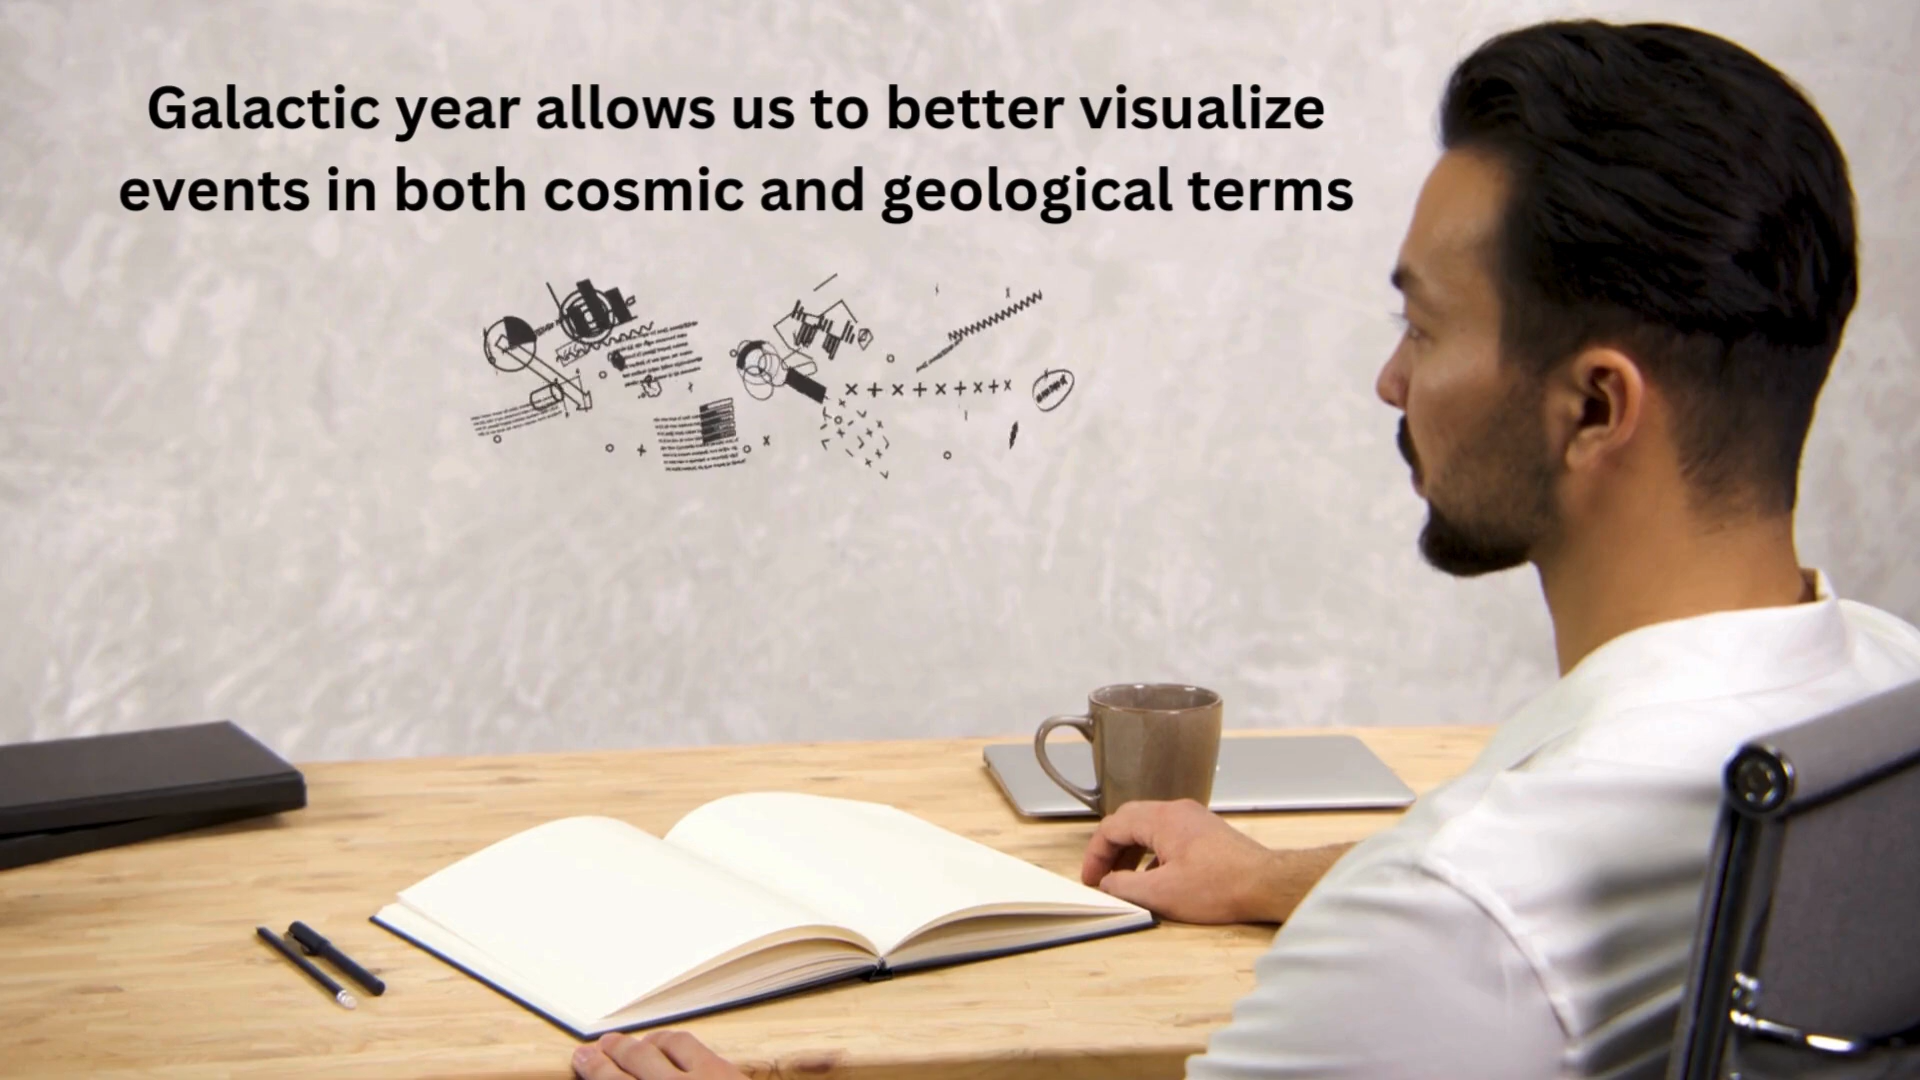 Galactic year allows us to better visualize
events in both cosmic and geological terms